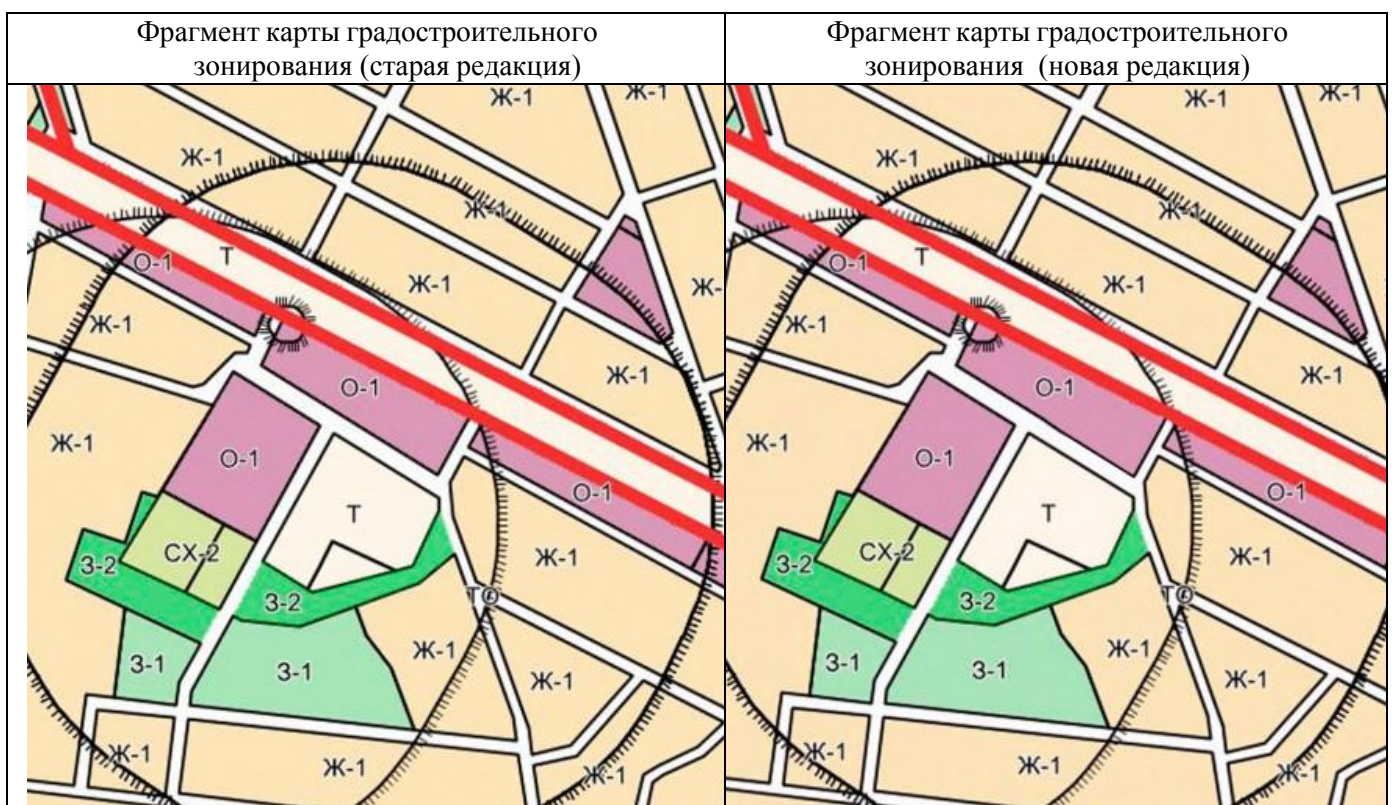 Фрагмент карты градостроительного
зонирования (старая редакция)
Фрагмент карты градостроительного
зонирования (новая редакция)
Ж-1
Ж-1
Ж-1
Ж-1
Т
О-1
Ж-1
Ж-
Ж-1
О-1
Ж-1
Ж-1
О-1
О-1
Т
СХ-2
Ж-1
З-2
З-2
ТС
Ж-1
З-1
З-1
Ж-1
Ж-1
Ж-1
Ж-1
Ж-1
Ж-1
Ж-1
Ж-1
Т
О-1
Ж-1
Ж-1
О-1
Ж-1
Ж-1
О-1
О-1
Т
СХ-2
Ж-1
З-2
З-2
ТС
Ж-1
З-1
З-1
Ж-1
Ж-1
Ж-1
Ж-1